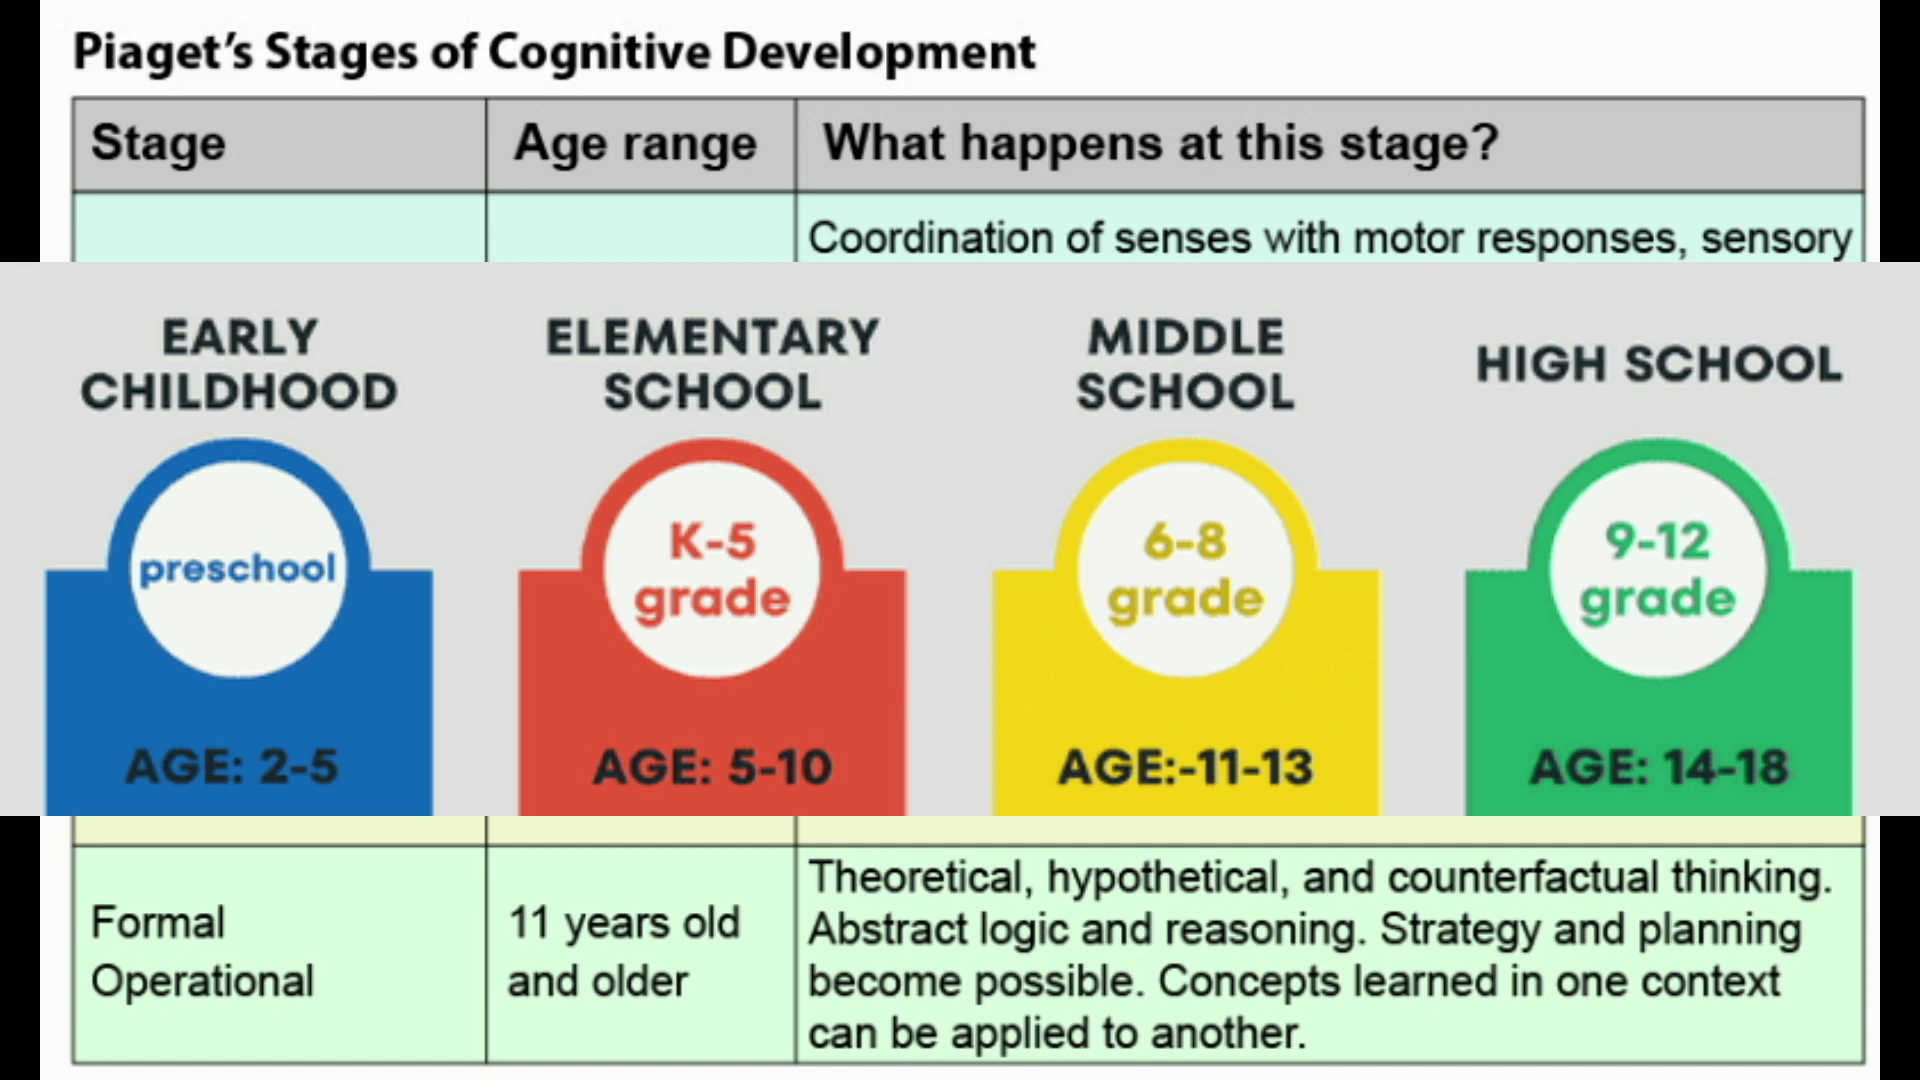 Piaget's Stages of Cognitive Development
Stage
Age range
What happens at this stage?
Coordination of senses with motor responses, sensory
EARLY
CHILDHOOD
preschool
AGE: 2-5
ELEMENTARY
SCHOOL
K-5
grade
AGE: 5-10
MIDDLE
SCHOOL
6-8
grade
AGE:-11-13
HIGH SCHOOL
9-12
grade
AGE: 14-18
Formal
Operational
11 years old
and older
Theoretical, hypothetical, and counterfactual thinking.
Abstract logic and reasoning. Strategy and planning
become possible. Concepts learned in one context
can be applied to another.